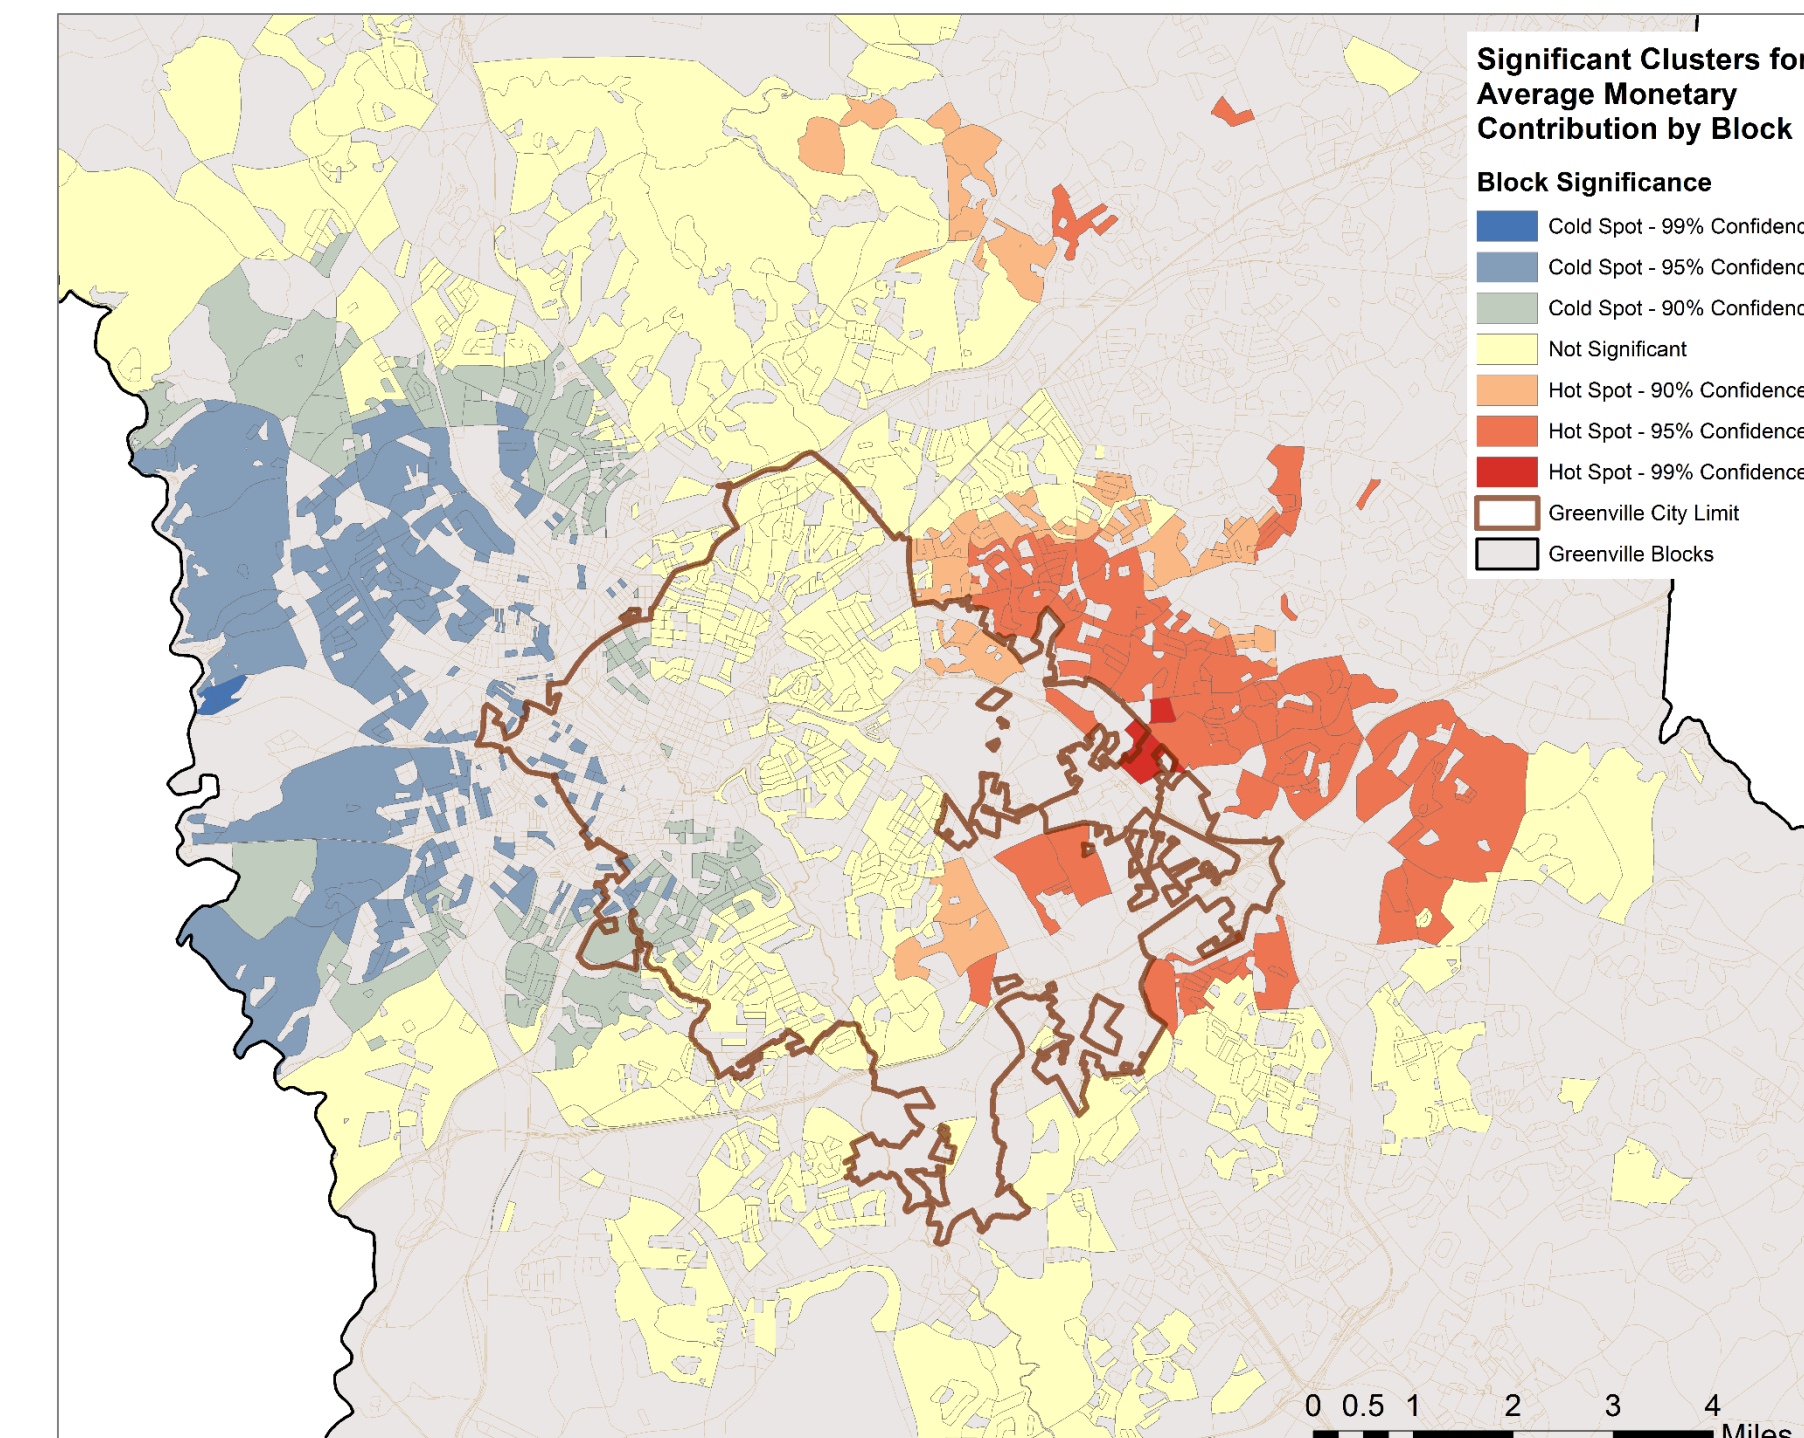 Significant Clusters for
Average Monetary
Contribution by Block
Block Significance
Cold Spot - 99% Confidenc
Cold Spot - 95% Confidenc
Cold Spot - 90% Confidenc
Not Significant
Hot Spot - 90% Confidence
Hot Spot - 95% Confidence
Hot Spot - 99% Confidence
Greenville City Limit
Greenville Blocks
0 0.5 1 2 3 4
Miles